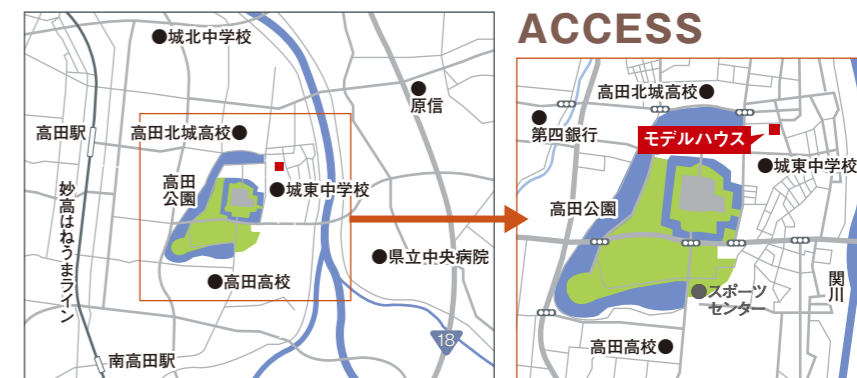 ACCESS
●城北中学校
●
原信
高田駅
高田北城高校●
高田
公園
●城東中学校
妙高はねうまライン
●県立中央病院
●高田高校
18
南高田駅
高田北城高校●
●
第四銀行
モデルハウス
●城東中学校
高田公園
●スポーツ
センター
関川
高田高校●